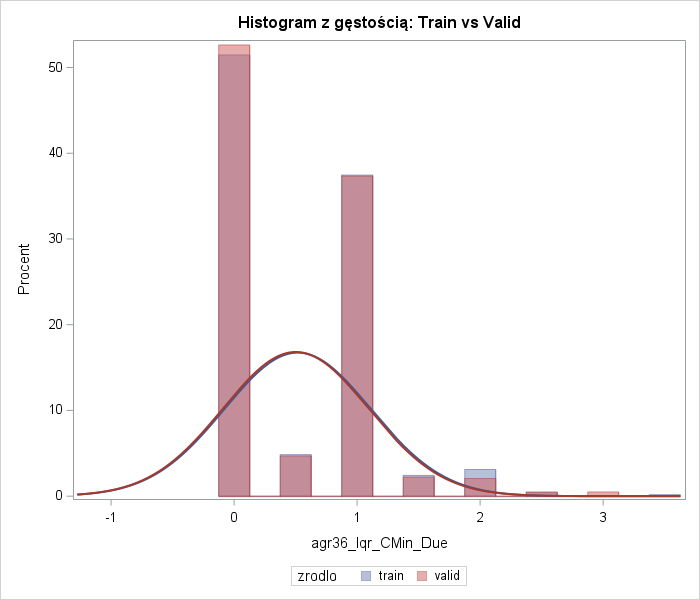 Histogram z gęstością: Train vs Valid
Procent
50
40
30
20
10
0
-1 0 1 2 3
agr36_Iqr_CMin_Due
zrodlo train valid